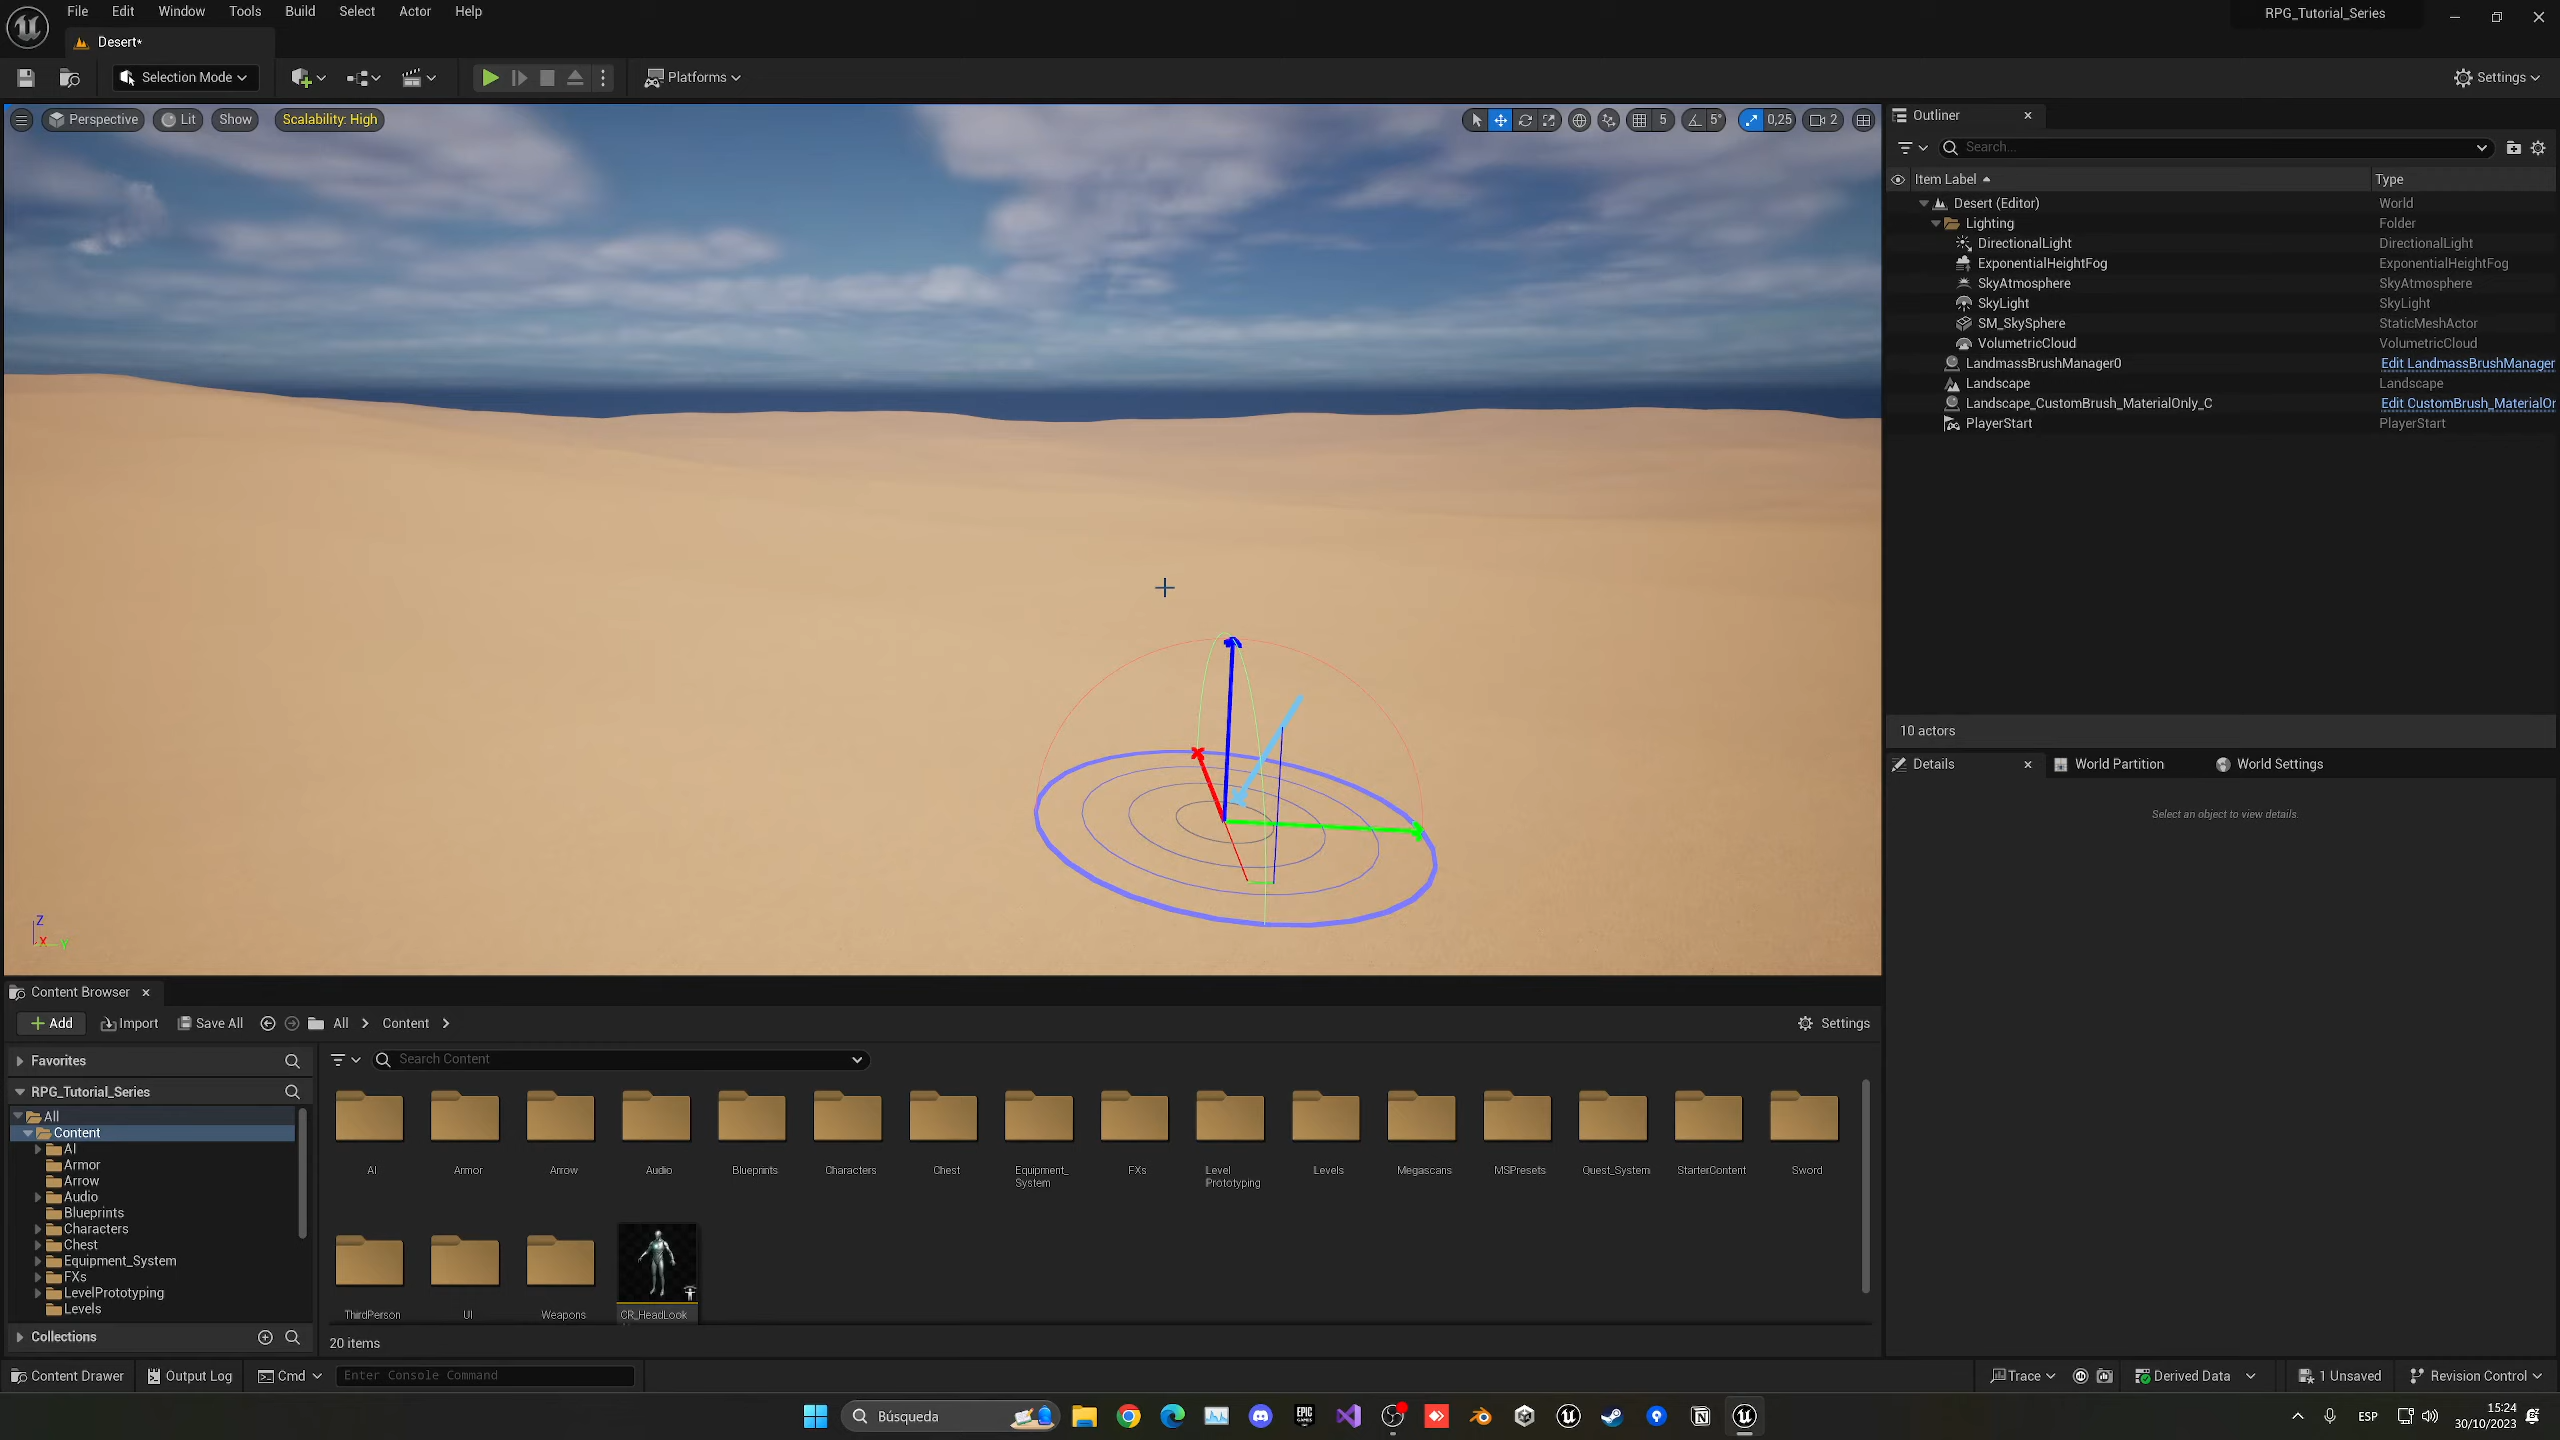 File Edit Window Tools Build Select Actor Help
RPG_Tutorial_Series
Desert*
Selection Mode
Platforms
Settings
Perspective Lit Show Scalability: High
5 5° 0,25 2
Outliner
Search...
Item Label Type
Desert (Editor) World
Lighting Folder
DirectionalLight DirectionalLight
ExponentialHeightFog ExponentialHeightFog
SkyAtmosphere SkyAtmosphere
SkyLight SkyLight
SM_SkySphere StaticMeshActor
VolumetricCloud VolumetricCloud
LandmassBrushManager0 Edit LandmassBrushManager
Landscape Landscape
Landscape_CustomBrush_MaterialOnly_C Edit CustomBrush_MaterialOr
PlayerStart PlayerStart
10 actors
Details World Partition World Settings
Select an object to view details.
Z
X Y
Content Browser
Add Import Save All All Content Settings
Favorites
Search Content
RPG_Tutorial_Series
All
Content
AI
Armor
Arrow
Audio
Blueprints
Characters
Chest
Equipment_System
FXs
LevelPrototyping
Levels
Collections
AI Armor Arrow Audio Blueprints Characters Chest Equipment_ FXs Level Levels Megascans MSPresets Quest_System StarterContent Sword
System Prototyping
ThirdPerson UI Weapons CR_HeadLook
20 items
Content Drawer Output Log Cmd Enter Console Command Trace Derived Data 1 Unsaved Revision Control
Búsqueda
EPIC GAMES
ESP
15:24
30/10/2023